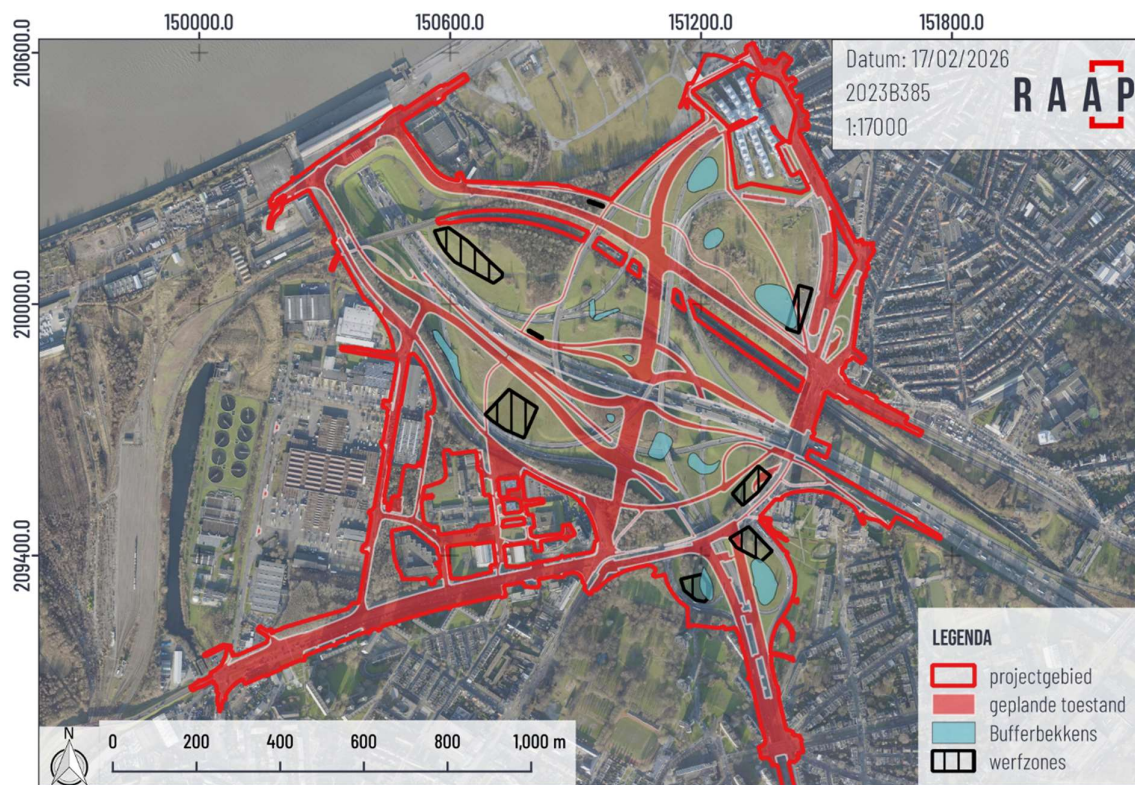 150000.0 150600.0 151200.0 151800.0
210600.0
Datum: 17/02/2026
2023B385
1:17000
RAAP
210000.0
209400.0
LEGENDA
projectgebied
geplande toestand
Bufferbekkens
werfzones
N
0 200 400 600 800 1,000 m